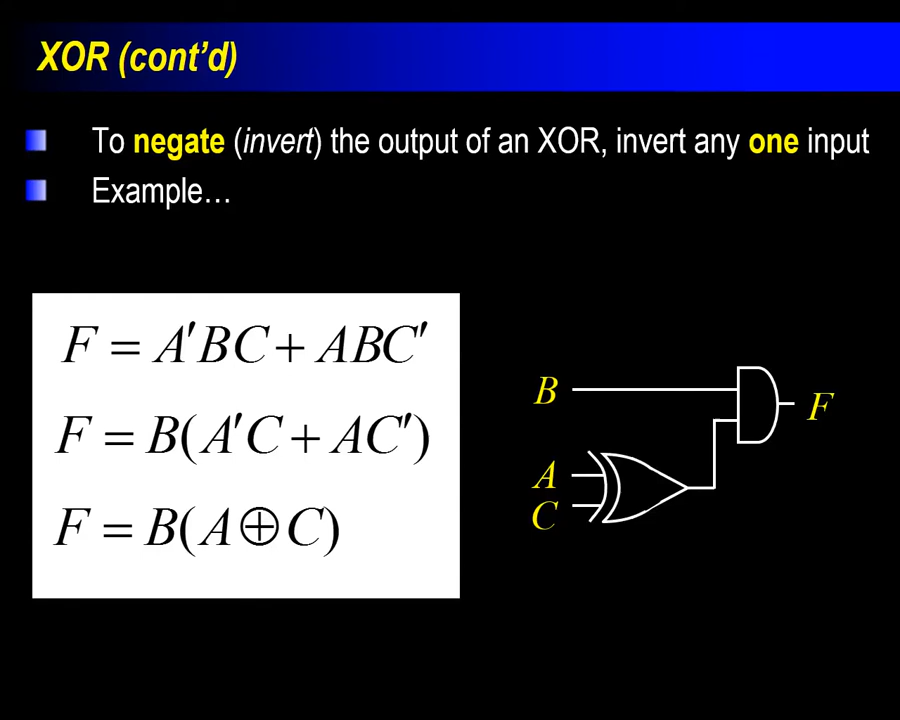 XOR (cont’d)
To negate (invert) the output of an XOR, invert any one input
Example…
F = A′BC + ABC′
F = B(A′C + AC′)
F = B(A⊕C)
B
F
A
C